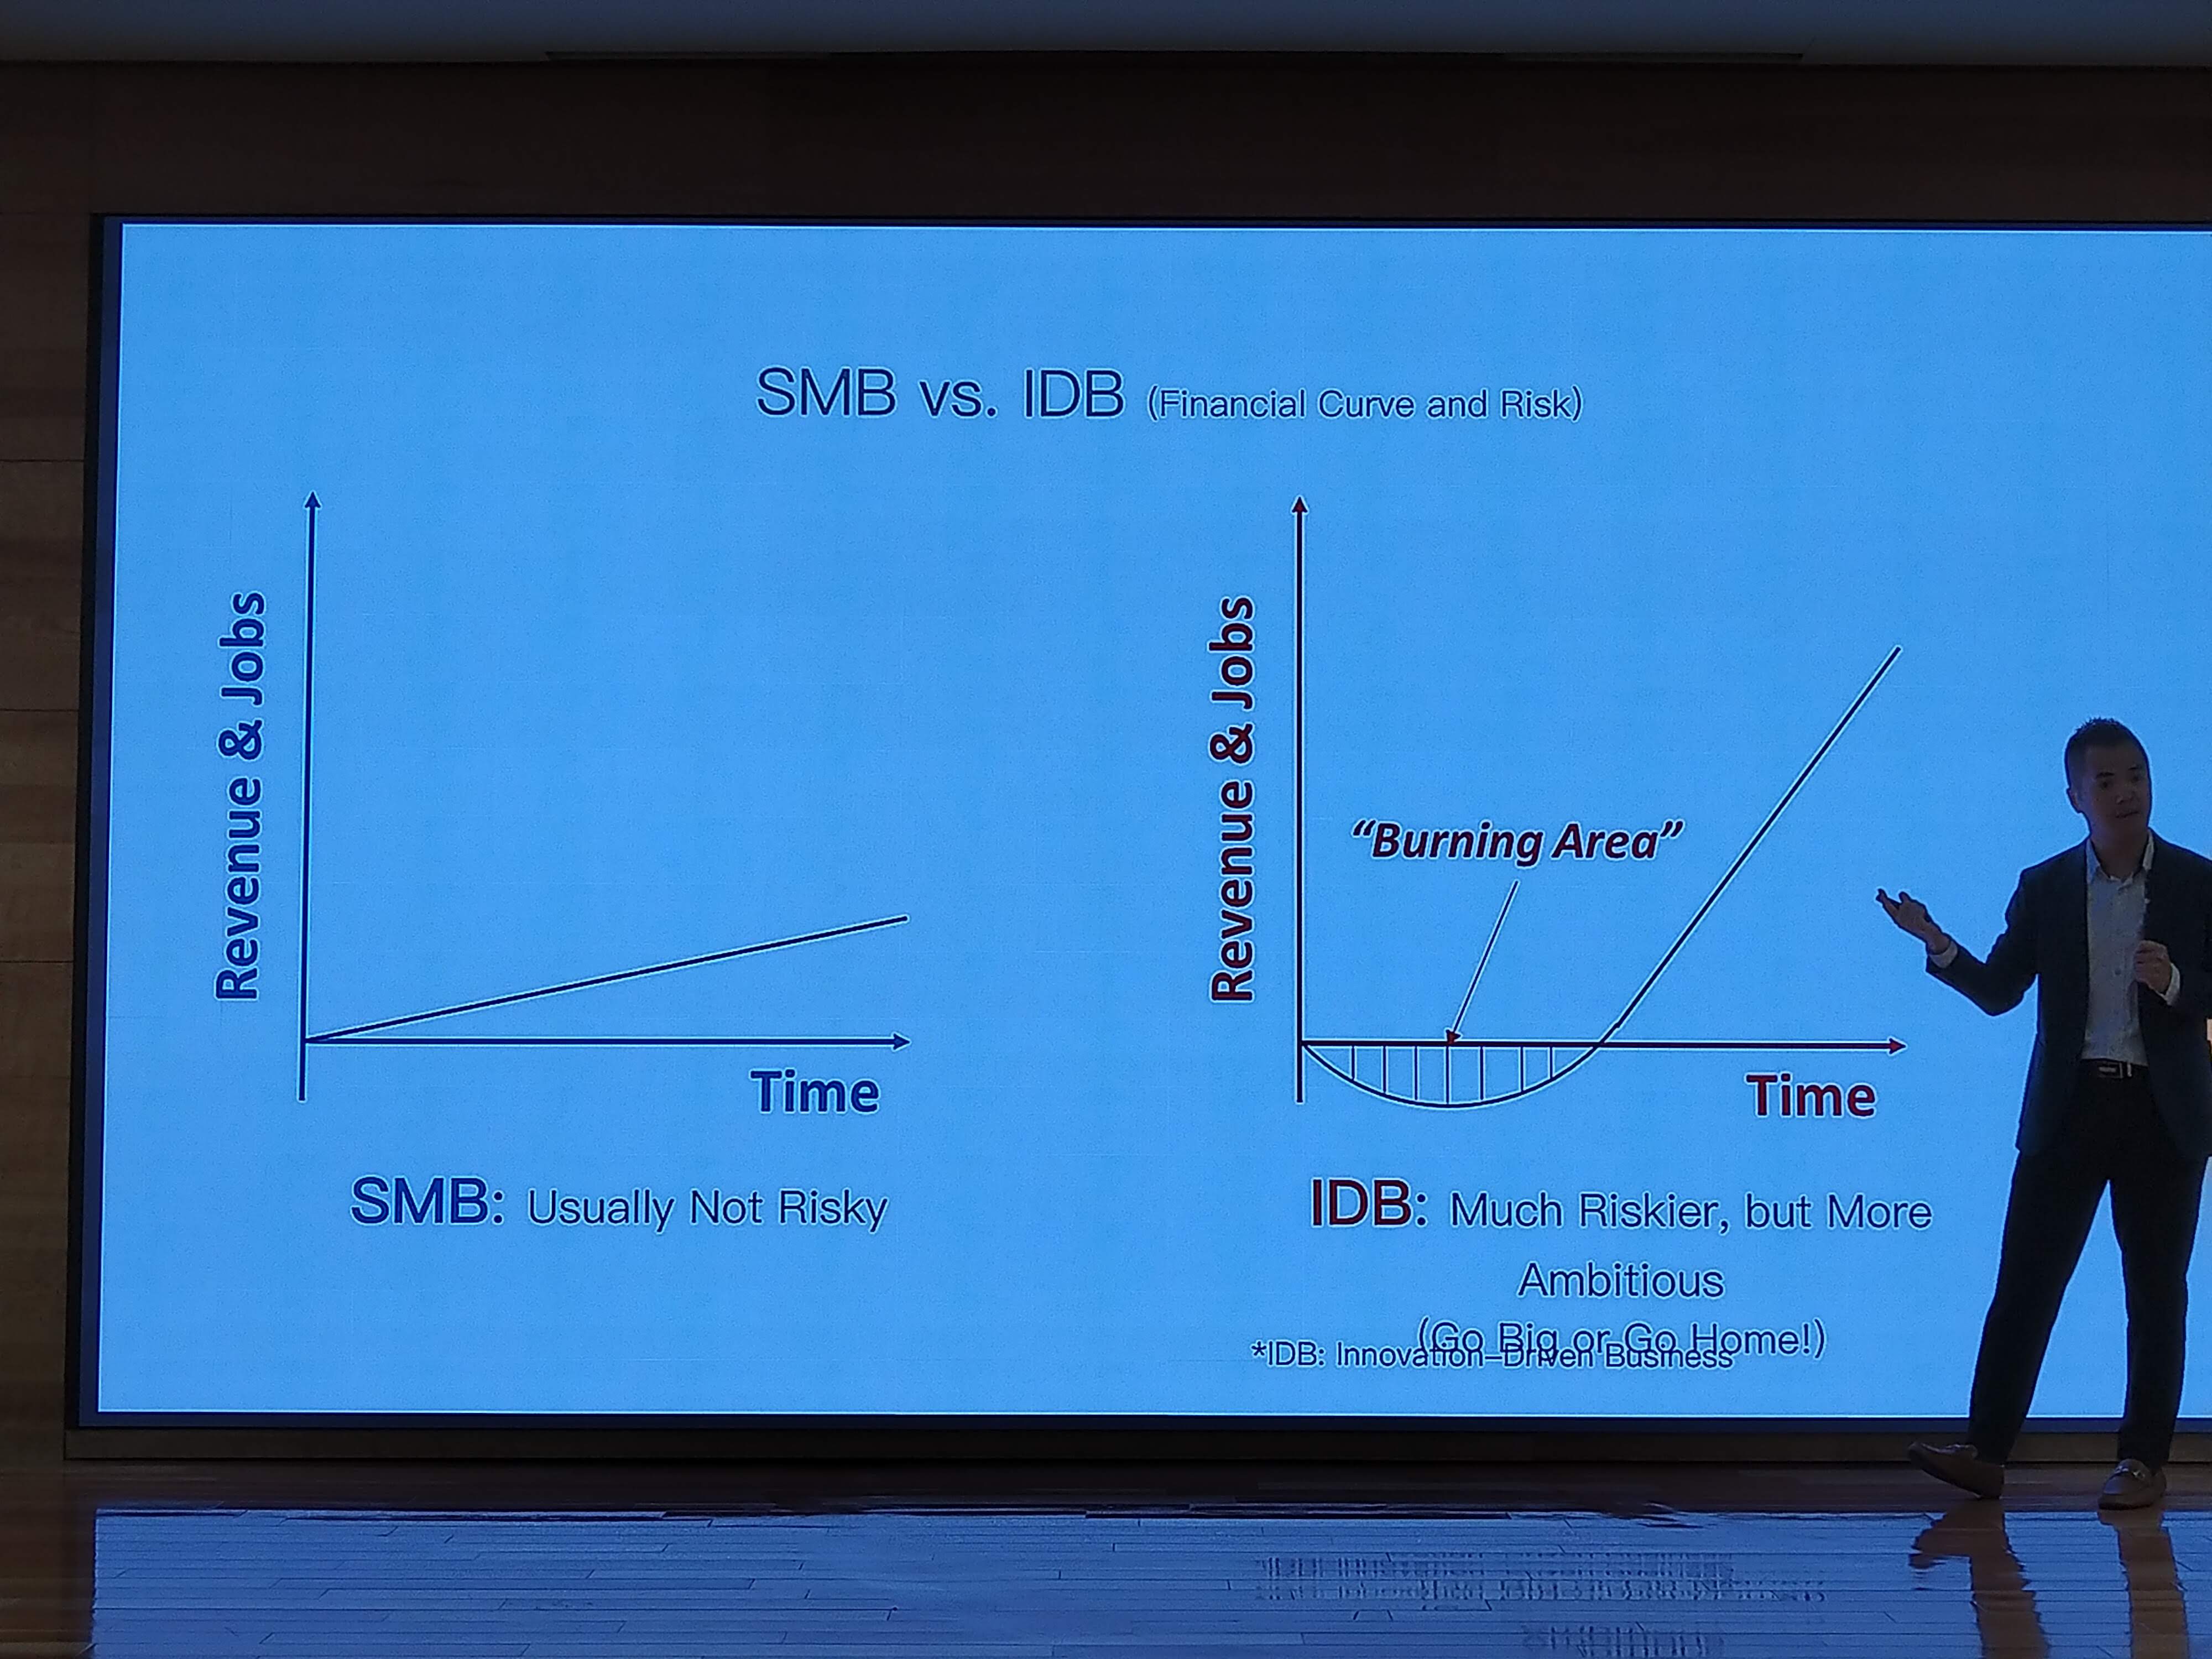 SMB vs. IDB (Financial Curve and Risk)
Revenue & Jobs
Time
SMB: Usually Not Risky
Revenue & Jobs
“Burning Area”
Time
IDB: Much Riskier, but More
Ambitious
(Go Big or Go Home!)
*IDB: Innovation-Driven Business